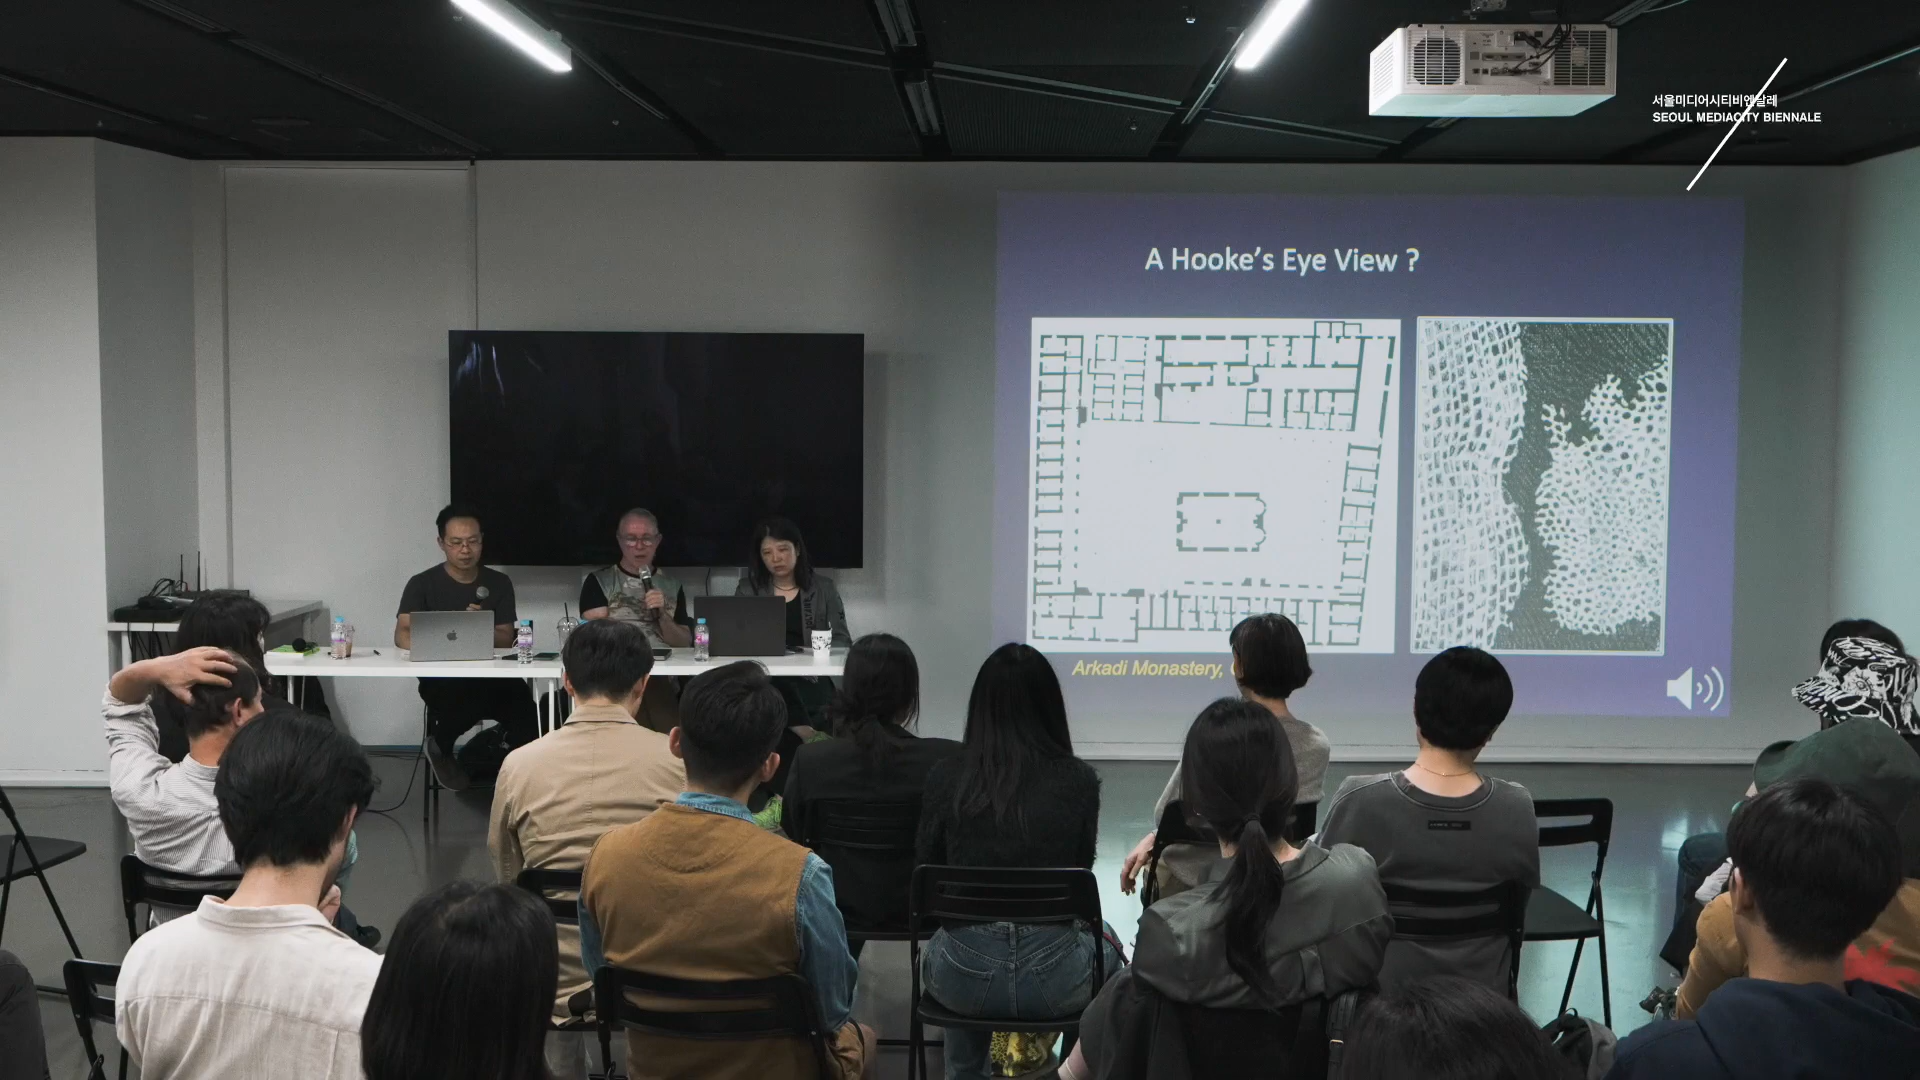 서울미디어시티비엔날레
SEOUL MEDIACITY BIENNALE
A Hooke's Eye View ?
Arkadi Monastery,